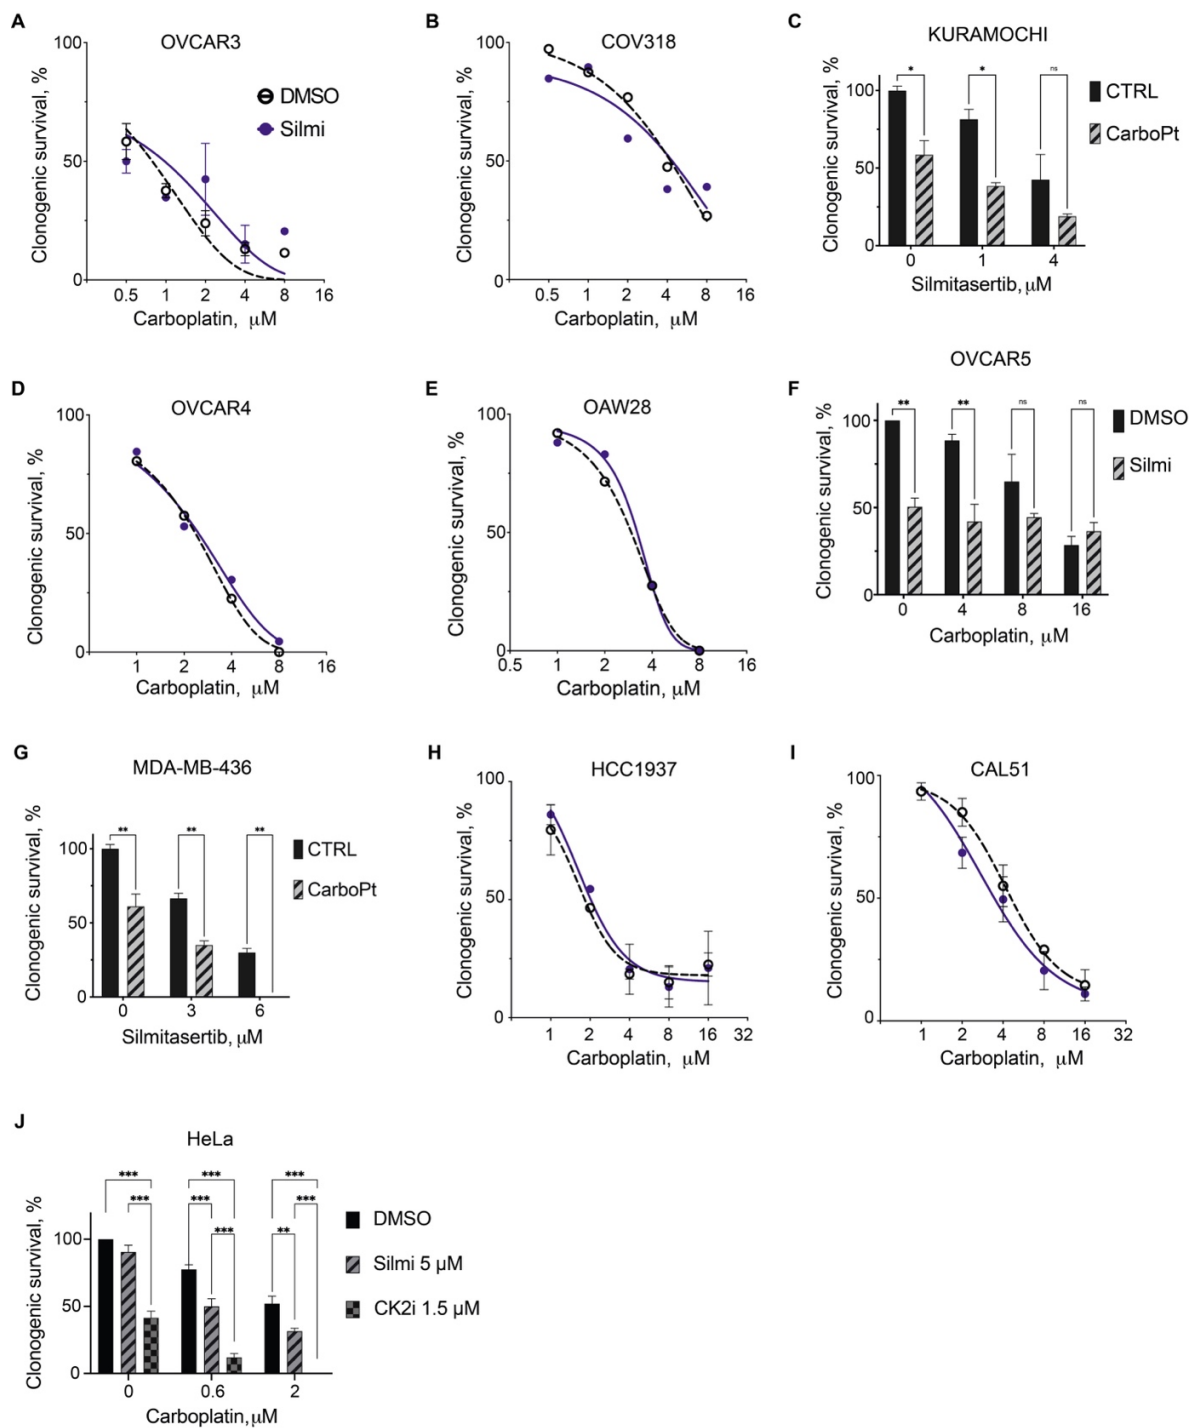 A
OVCAR3
Clonogenic survival, %
100
50
0
0.5 1 2 4 8 16
Carboplatin, μM
DMSO
Silmi
B
COV318
Clonogenic survival, %
100
50
0
0.5 1 2 4 8 16
Carboplatin, μM
C
KURAMOCHI
Clonogenic survival, %
100
50
0
* * ns
0 1 4
Silmitasertib, μM
CTRL
CarboPt
D
OVCAR4
Clonogenic survival, %
100
50
0
1 2 4 8 16
Carboplatin, μM
E
OAW28
Clonogenic survival, %
100
50
0
0.5 1 2 4 8 16
Carboplatin, μM
F
OVCAR5
Clonogenic survival, %
100
50
0
** ** ns ns
0 4 8 16
Carboplatin, μM
DMSO
Silmi
G
MDA-MB-436
Clonogenic survival, %
100
50
0
** ** **
0 3 6
Silmitasertib, μM
CTRL
CarboPt
H
HCC1937
Clonogenic survival, %
100
50
0
1 2 4 8 16 32
Carboplatin, μM
I
CAL51
Clonogenic survival, %
100
50
0
1 2 4 8 16 32
Carboplatin, μM
J
HeLa
Clonogenic survival, %
100
50
0
*** *** ***
*** *** ***
*** **
0 0.6 2
Carboplatin, μM
DMSO
Silmi 5 μM
CK2i 1.5 μM